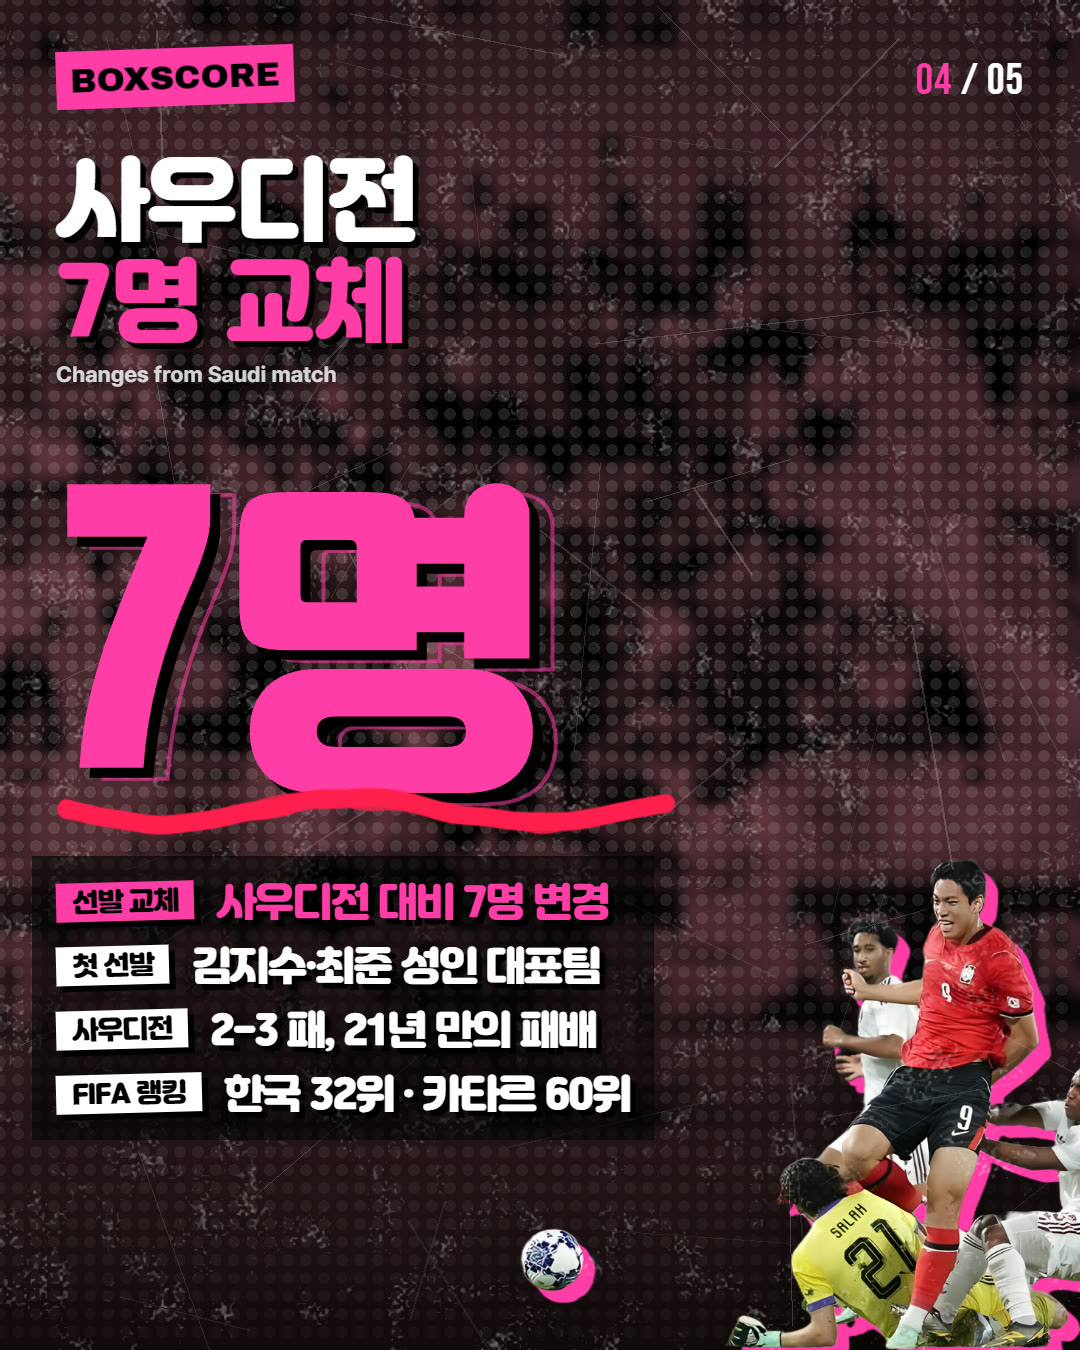 BOXSCORE
04 / 05
사우디전
7명 교체
Changes from Saudi match
7명
선발 교체 사우디전 대비 7명 변경
첫 선발 김지수·최준 성인 대표팀
사우디전 2-3 패, 21년 만의 패배
FIFA 랭킹 한국 32위 · 카타르 60위
9
9
SALAH
21